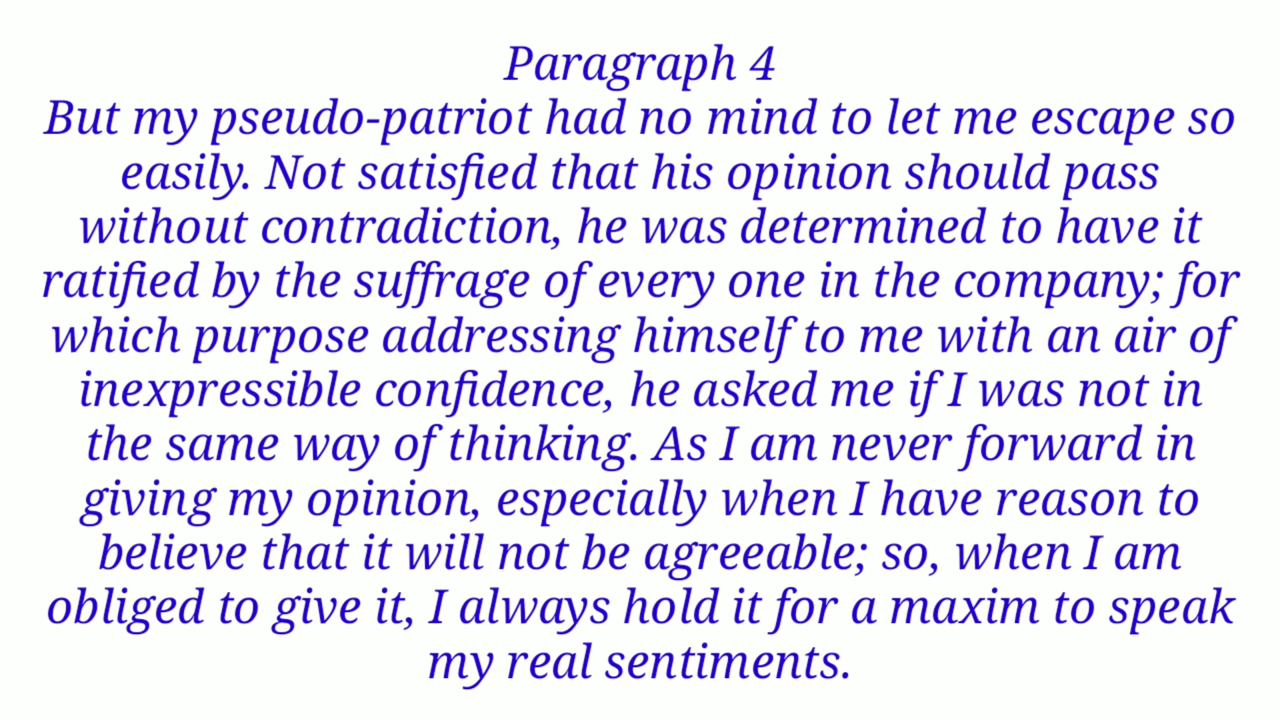 Paragraph 4
But my pseudo-patriot had no mind to let me escape so
easily. Not satisfied that his opinion should pass
without contradiction, he was determined to have it
ratified by the suffrage of every one in the company; for
which purpose addressing himself to me with an air of
inexpressible confidence, he asked me if I was not in
the same way of thinking. As I am never forward in
giving my opinion, especially when I have reason to
believe that it will not be agreeable; so, when I am
obliged to give it, I always hold it for a maxim to speak
my real sentiments.